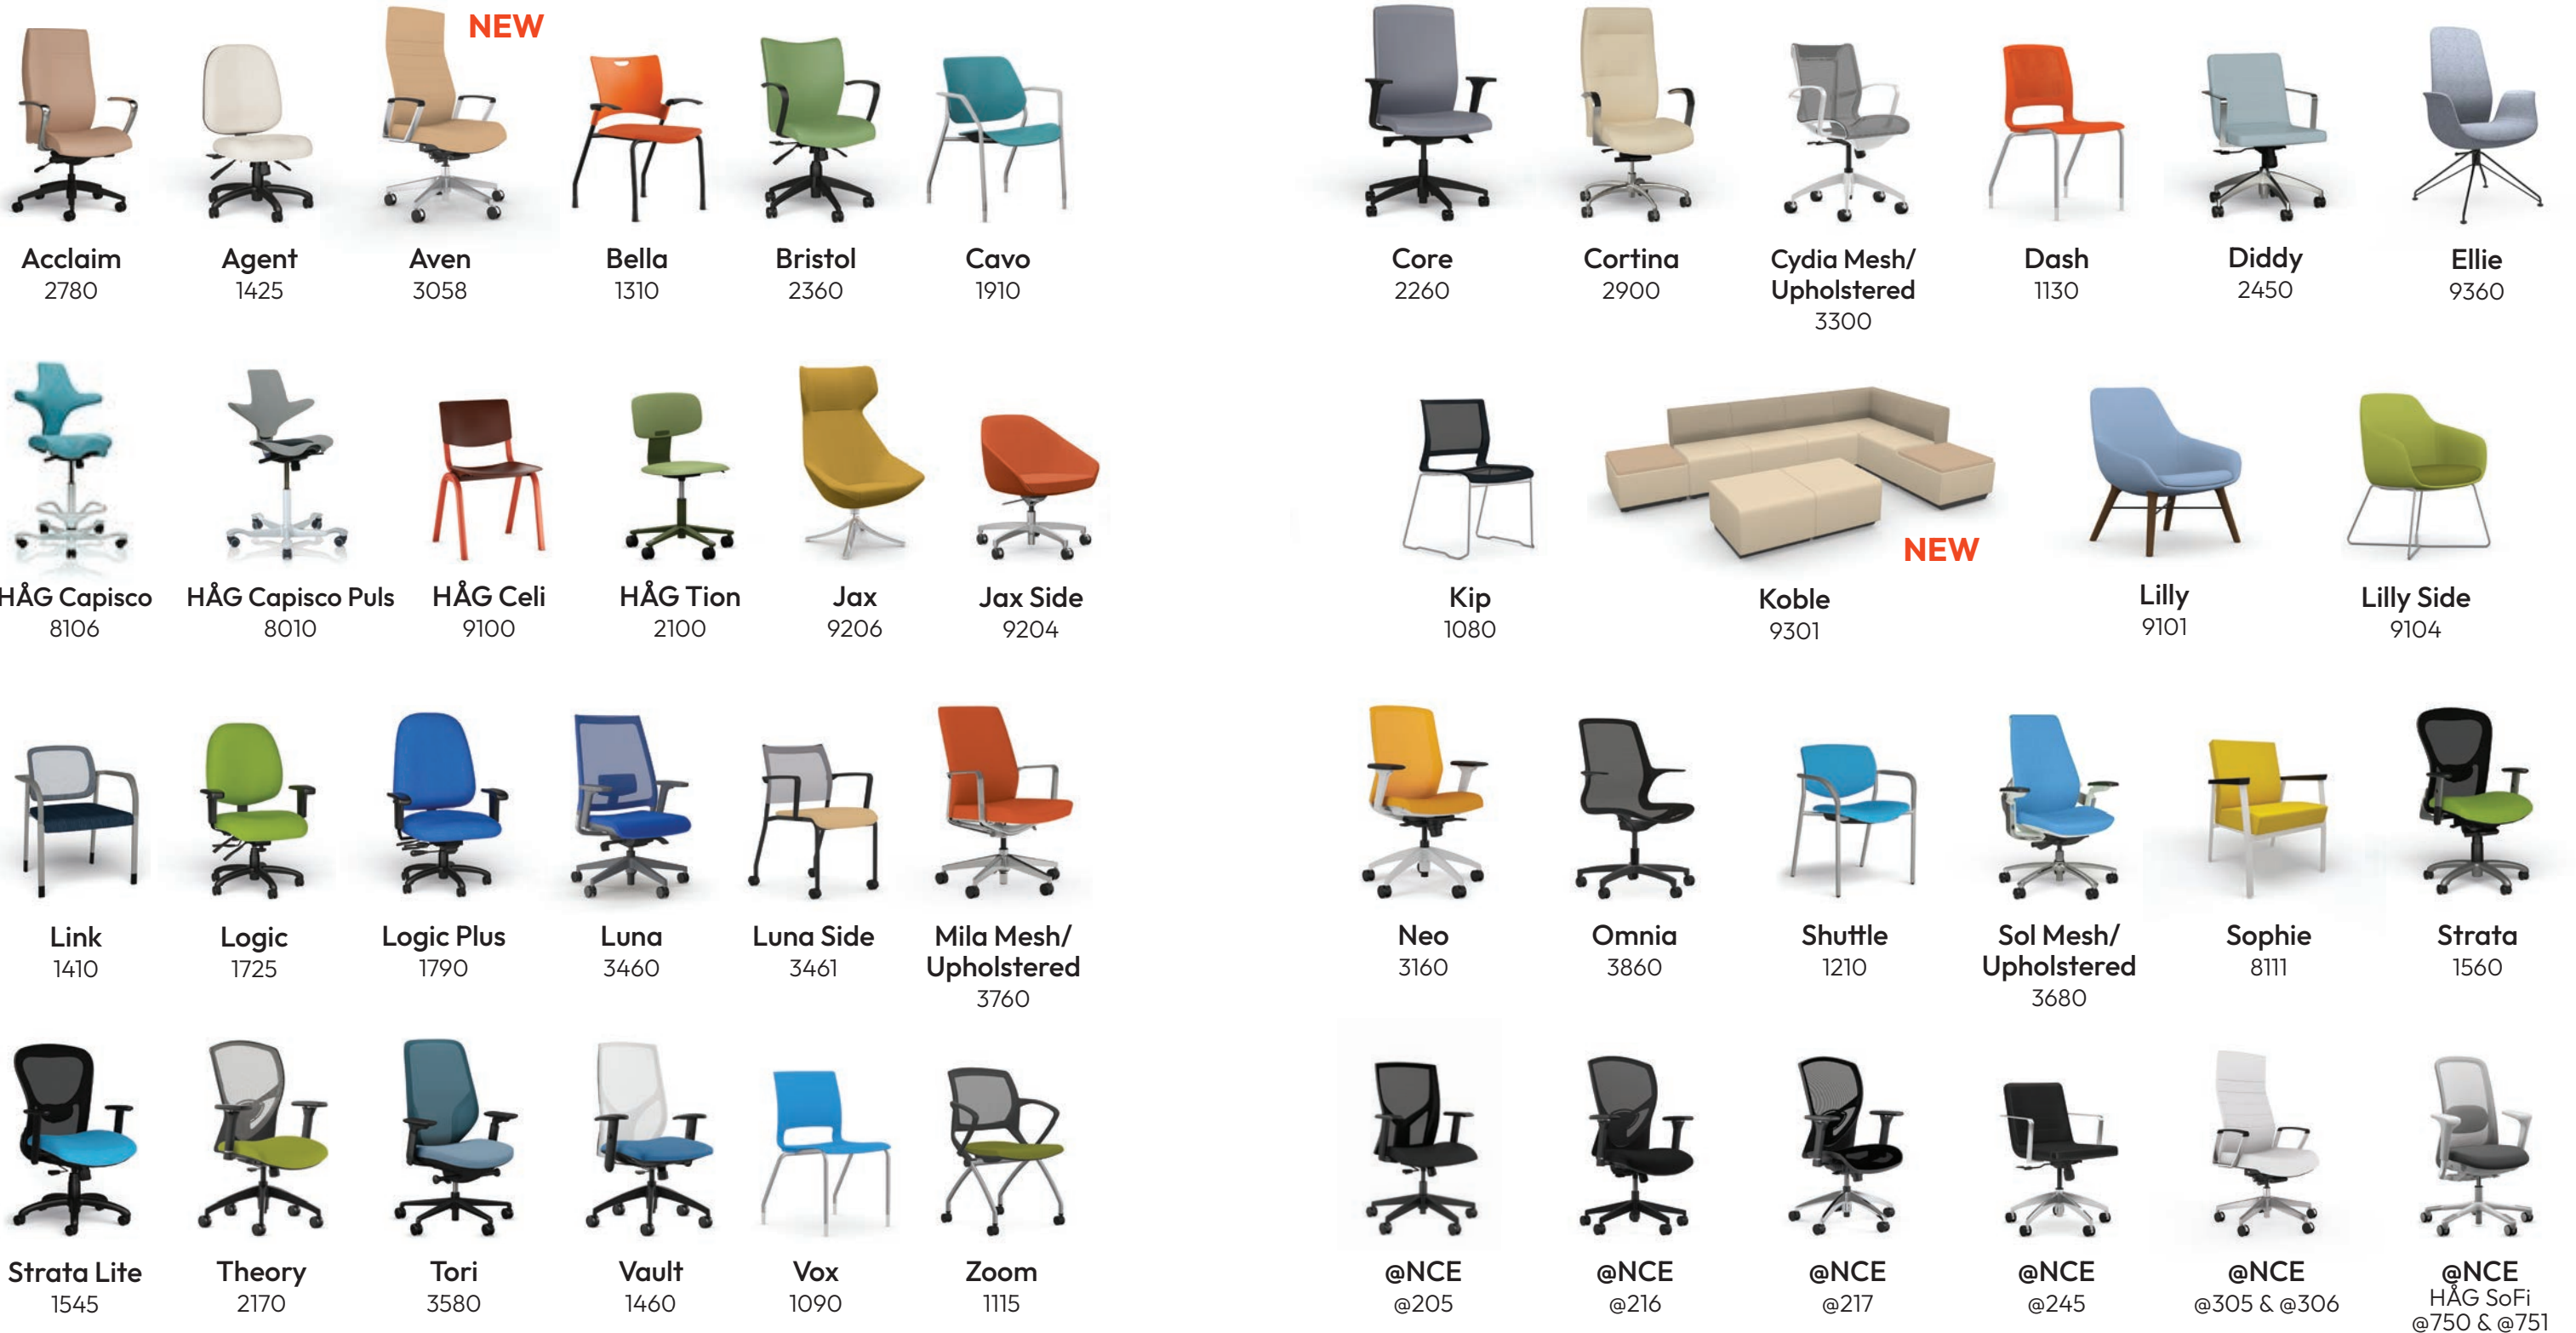 NEW
Acclaim
2780
Agent
1425
Aven
3058
Bella
1310
Bristol
2360
Cavo
1910
Core
2260
Cortina
2900
Cydia Mesh/
Upholstered
3300
Dash
1130
Diddy
2450
Ellie
9360
HÅG Capisco
8106
HÅG Capisco Puls
8010
HÅG Celi
9100
HÅG Tion
2100
Jax
9206
Jax Side
9204
Kip
1080
NEW
Koble
9301
Lilly
9101
Lilly Side
9104
Link
1410
Logic
1725
Logic Plus
1790
Luna
3460
Luna Side
3461
Mila Mesh/
Upholstered
3760
Neo
3160
Omnia
3860
Shuttle
1210
Sol Mesh/
Upholstered
3680
Sophie
8111
Strata
1560
Strata Lite
1545
Theory
2170
Tori
3580
Vault
1460
Vox
1090
Zoom
1115
@NCE
@205
@NCE
@216
@NCE
@217
@NCE
@245
@NCE
@305 & @306
@NCE
HÅG SoFi
@750 & @751